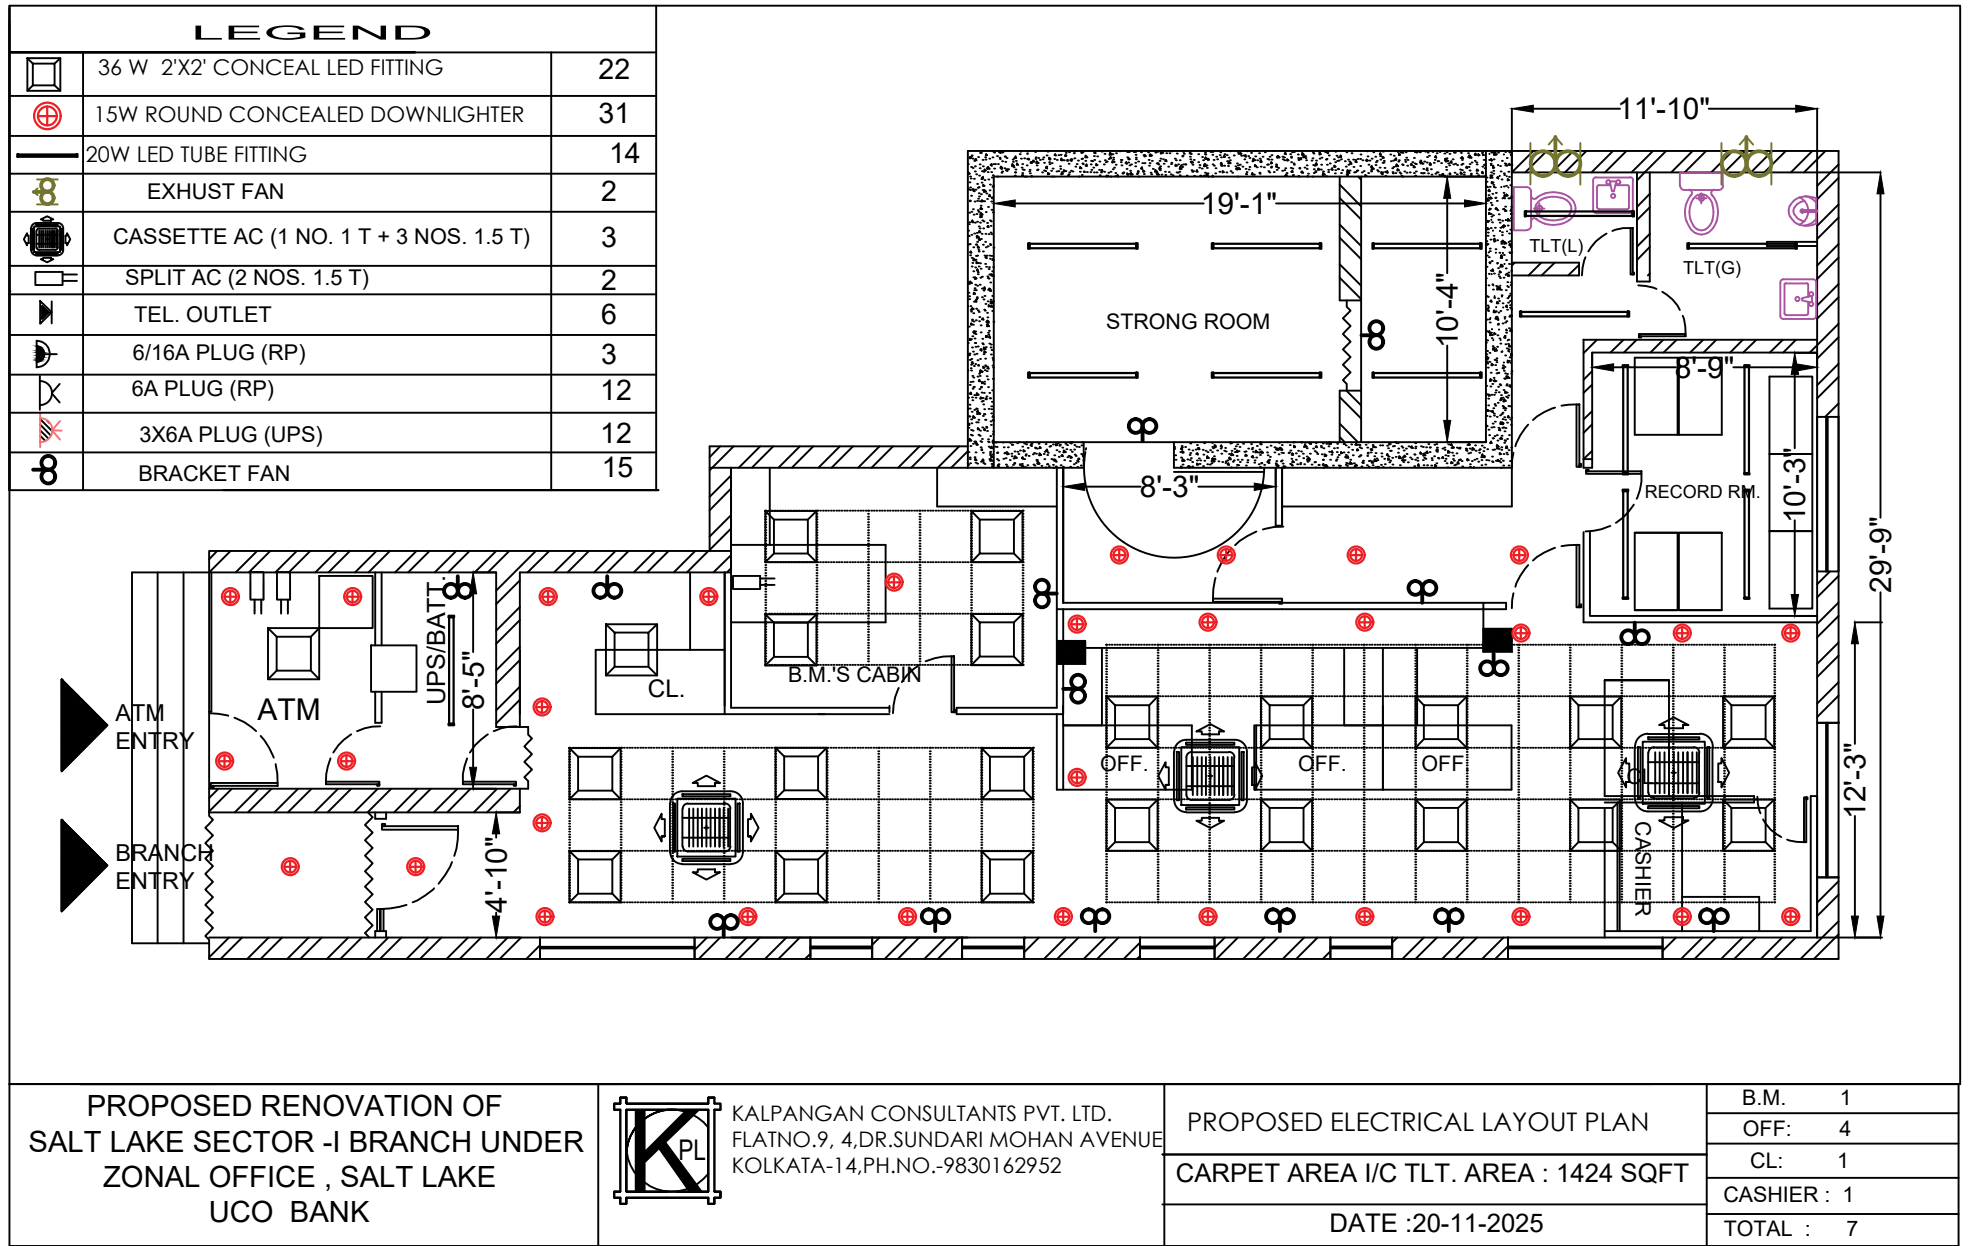 LEGEND
36 W 2'X2' CONCEAL LED FITTING 22
15W ROUND CONCEALED DOWNLIGHTER 31
20W LED TUBE FITTING 14
EXHUST FAN 2
CASSETTE AC (1 NO. 1 T + 3 NOS. 1.5 T) 3
SPLIT AC (2 NOS. 1.5 T) 2
TEL. OUTLET 6
6/16A PLUG (RP) 3
6A PLUG (RP) 12
3X6A PLUG (UPS) 12
BRACKET FAN 15
11'-10"
19'-1"
TLT(L)
TLT(G)
STRONG ROOM
10'-4"
8'-9"
8'-3"
RECORD RM.
10'-3"
29'-9"
UPS/BATT.
8'-5"
ATM
CL.
B.M.'S CABIN
ATM
ENTRY
OFF.
OFF.
OFF
CL
12'-3"
CASHIER
BRANCH
ENTRY
4'-10"
PROPOSED RENOVATION OF
SALT LAKE SECTOR -I BRANCH UNDER
ZONAL OFFICE , SALT LAKE
UCO BANK
K
PL
KALPANGAN CONSULTANTS PVT. LTD.
FLATNO.9, 4,DR.SUNDARI MOHAN AVENUE
KOLKATA-14,PH.NO.-9830162952
PROPOSED ELECTRICAL LAYOUT PLAN
CARPET AREA I/C TLT. AREA : 1424 SQFT
DATE :20-11-2025
B.M. 1
OFF: 4
CL: 1
CASHIER : 1
TOTAL : 7